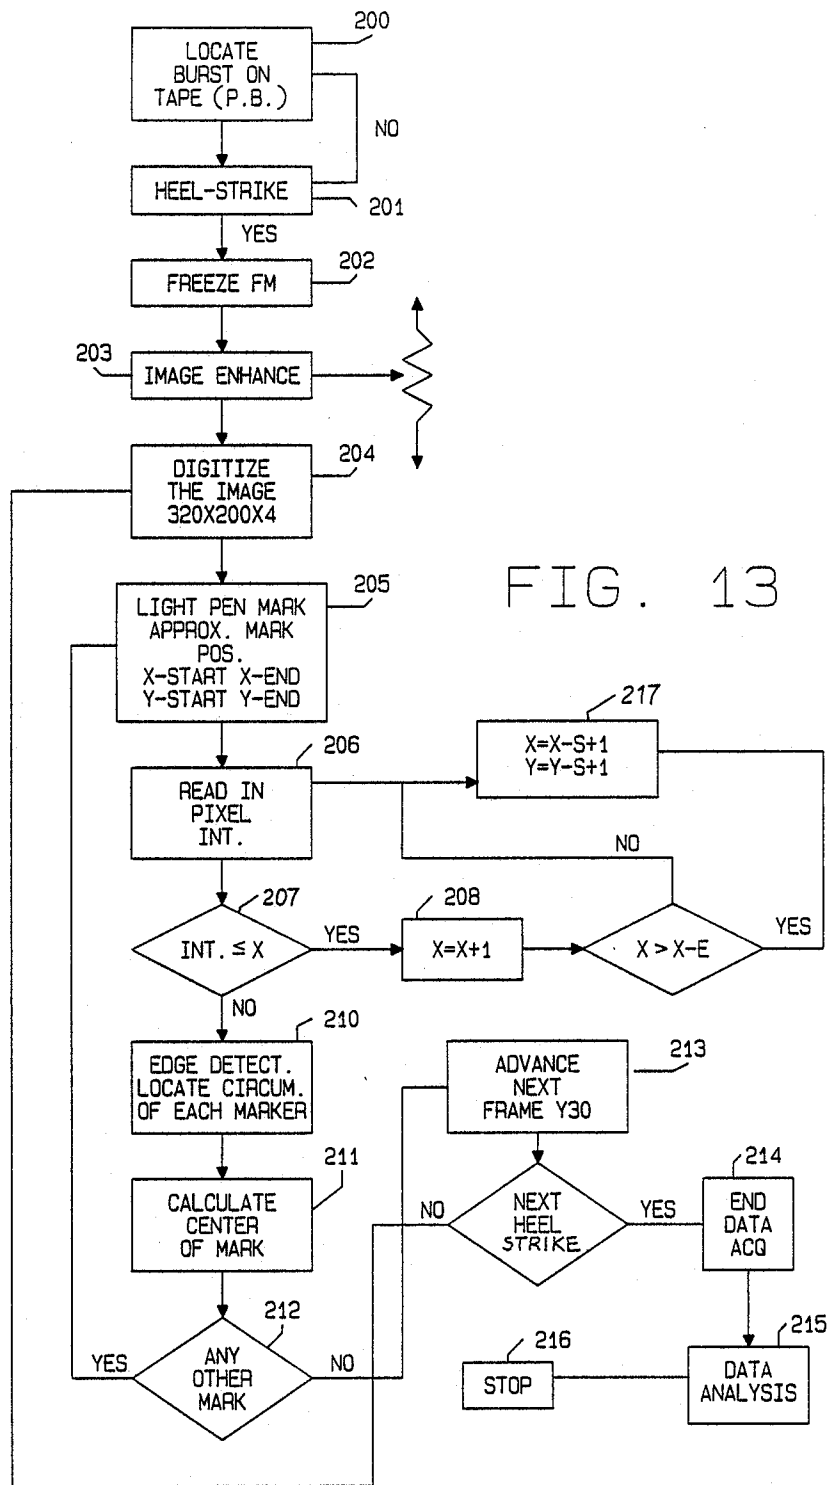 200
LOCATE
BURST ON
TAPE (P.B.)
NO
HEEL-STRIKE
201
YES
202
FREEZE FM
203
IMAGE ENHANCE
204
DIGITIZE
THE IMAGE
320X200X4
FIG. 13
205
LIGHT PEN MARK
APPROX. MARK
POS.
X-START X-END
Y-START Y-END
217
X=X-S+1
Y=Y-S+1
206
READ IN
PIXEL
INT.
NO
207
INT. ≤ X
YES
208
X=X+1
X > X-E
YES
NO
210
EDGE DETECT.
LOCATE CIRCUM.
OF EACH MARKER
213
ADVANCE
NEXT
FRAME Y30
211
CALCULATE
CENTER
OF MARK
NO
NEXT
HEEL
STRIKE
YES
214
END
DATA
ACQ
212
ANY
OTHER
MARK
YES
NO
216
STOP
215
DATA
ANALYSIS